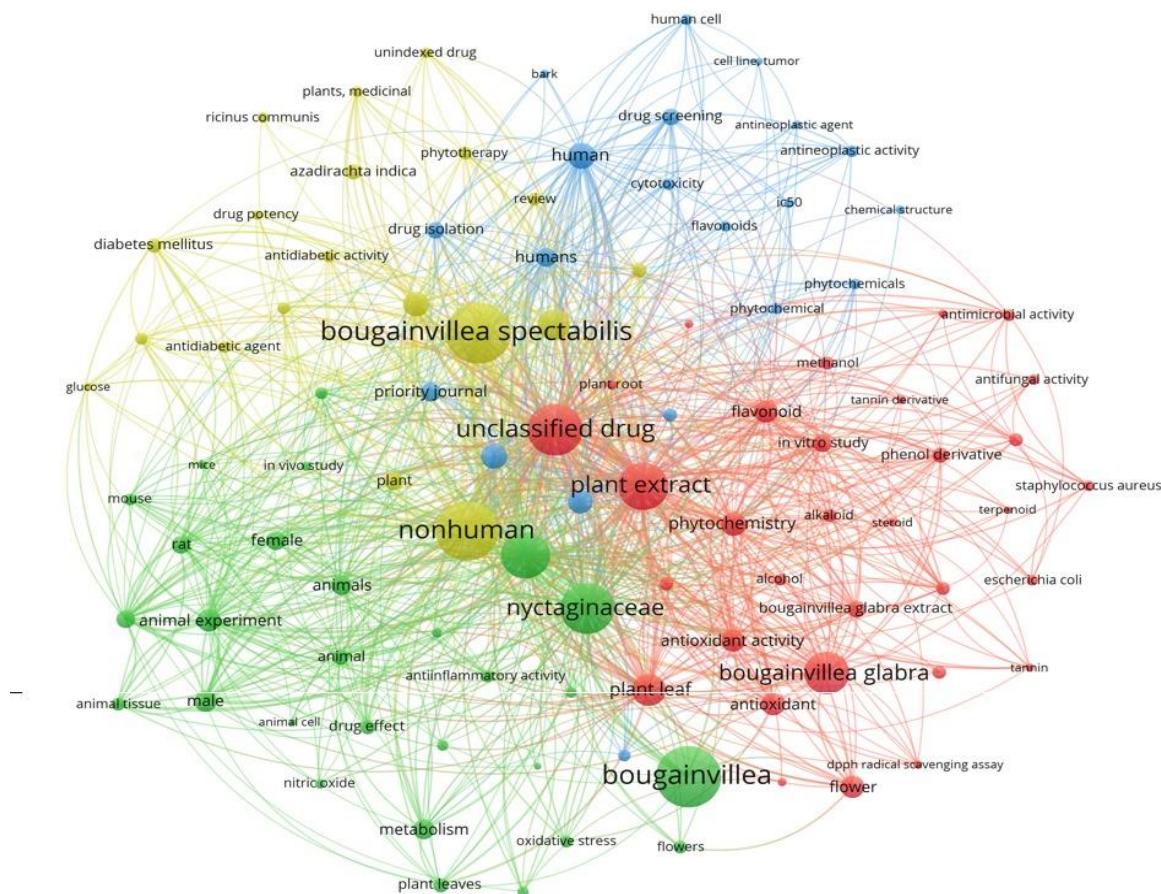 human cell
unindexed drug
cell line, tumor
bark
plants, medicinal
ricinus communis
drug screening
antineoplastic agent
phytotherapy
human
antineoplastic activity
azadirachta indica
cytotoxicity
review
ic50
drug potency
chemical structure
drug isolation
flavonoids
diabetes mellitus
antidiabetic activity
humans
phytochemicals
phytochemical
antimicrobial activity
bougainvillea spectabilis
antidiabetic agent
methanol
glucose
priority journal
plant root
antifungal activity
tannin derivative
flavonoid
unclassified drug
in vitro study
phenol derivative
mice
in vivo study
plant
plant extract
staphylococcus aureus
mouse
terpenoid
alkaloid
steroid
phytochemistry
nonhuman
rat
female
animals
alcohol
escherichia coli
nyctaginaceae
bougainvillea glabra extract
animal experiment
antioxidant activity
animal
antiinflammatory activity
bougainvillea glabra
tannin
plant leaf
animal tissue
male
antioxidant
animal cell
drug effect
dpph radical scavenging assay
bougainvillea
nitric oxide
flower
metabolism
oxidative stress
flowers
plant leaves